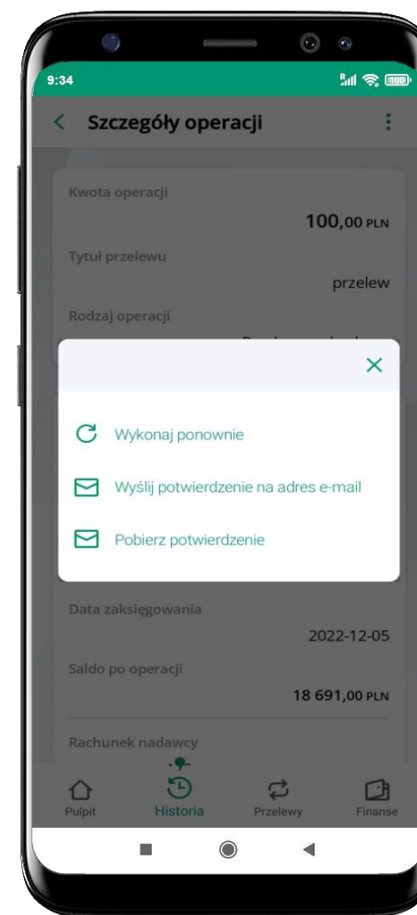 9:34
100
Szczegóły operacji
Kwota operacji
100,00 PLN
Tytuł przelewu
przelew
Rodzaj operacji
Wykonaj ponownie
Wyślij potwierdzenie na adres e-mail
Pobierz potwierdzenie
Data zaksięgowania
2022-12-05
Saldo po operacji
18 691,00 PLN
Rachunek nadawcy
Pulpit
Historia
Przelewy
Finanse